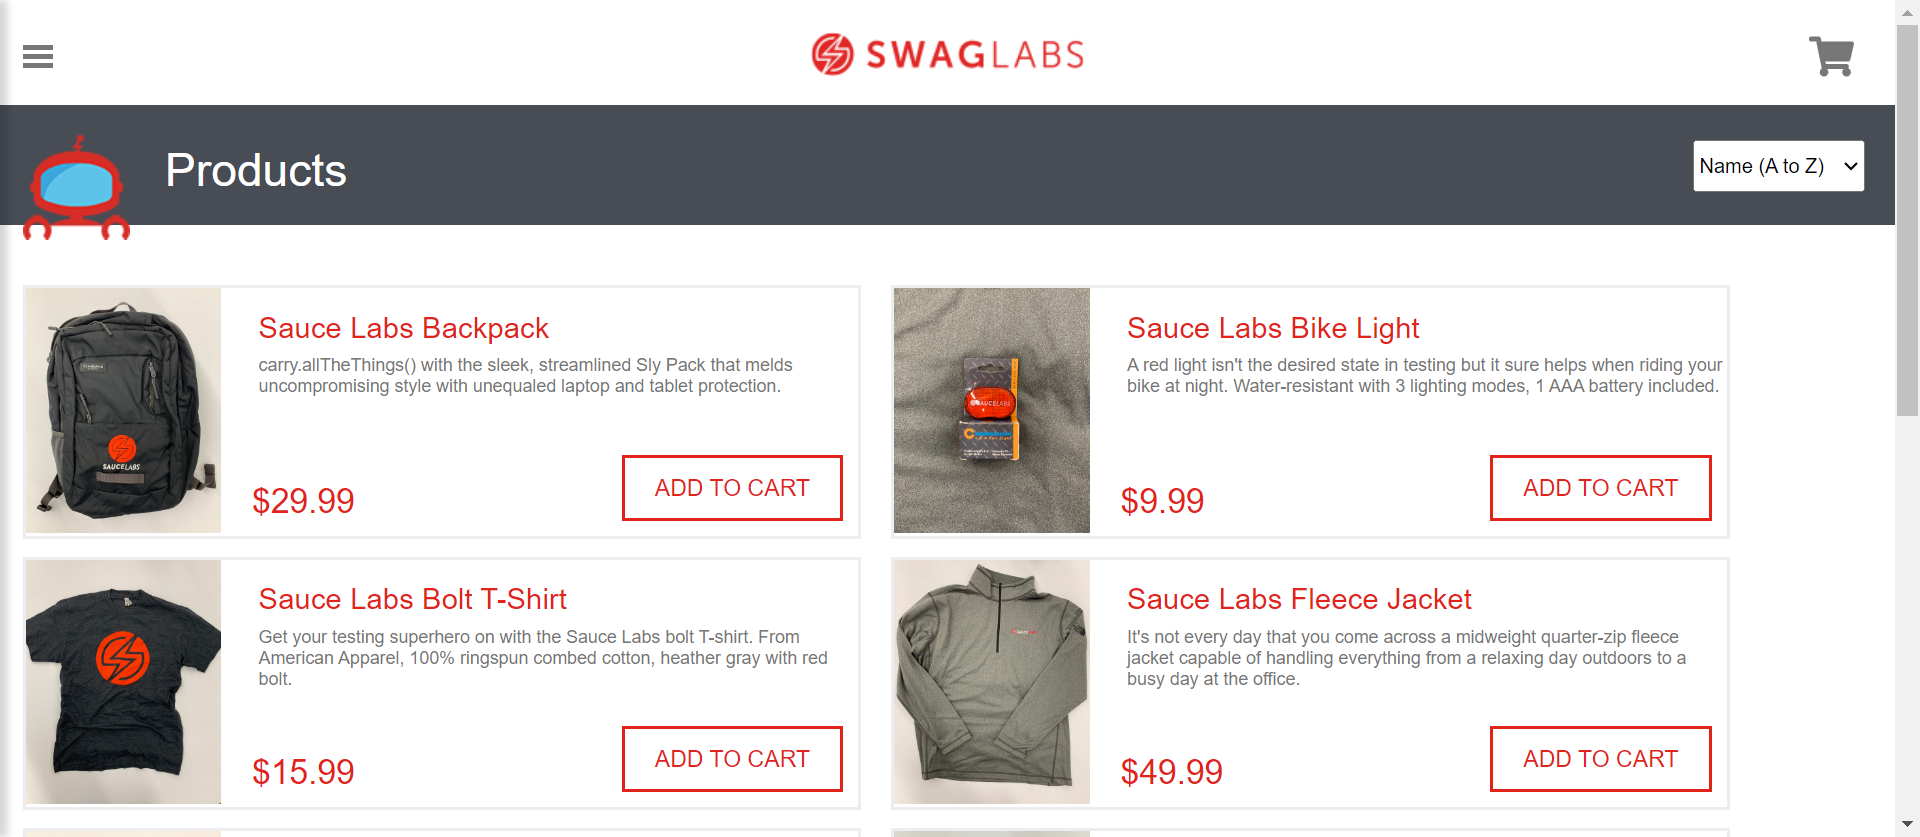 SWAGLABS
Products
Name (A to Z)
Sauce Labs Backpack
carry.allTheThings() with the sleek, streamlined Sly Pack that melds
uncompromising style with unequaled laptop and tablet protection.
SAUCELABS
$29.99
ADD TO CART
Sauce Labs Bike Light
A red light isn't the desired state in testing but it sure helps when riding your
bike at night. Water-resistant with 3 lighting modes, 1 AAA battery included.
SAUCELABS
$9.99
ADD TO CART
Sauce Labs Bolt T-Shirt
Get your testing superhero on with the Sauce Labs bolt T-shirt. From
American Apparel, 100% ringspun combed cotton, heather gray with red
bolt.
$15.99
ADD TO CART
Sauce Labs Fleece Jacket
It's not every day that you come across a midweight quarter-zip fleece
jacket capable of handling everything from a relaxing day outdoors to a
busy day at the office.
$49.99
ADD TO CART